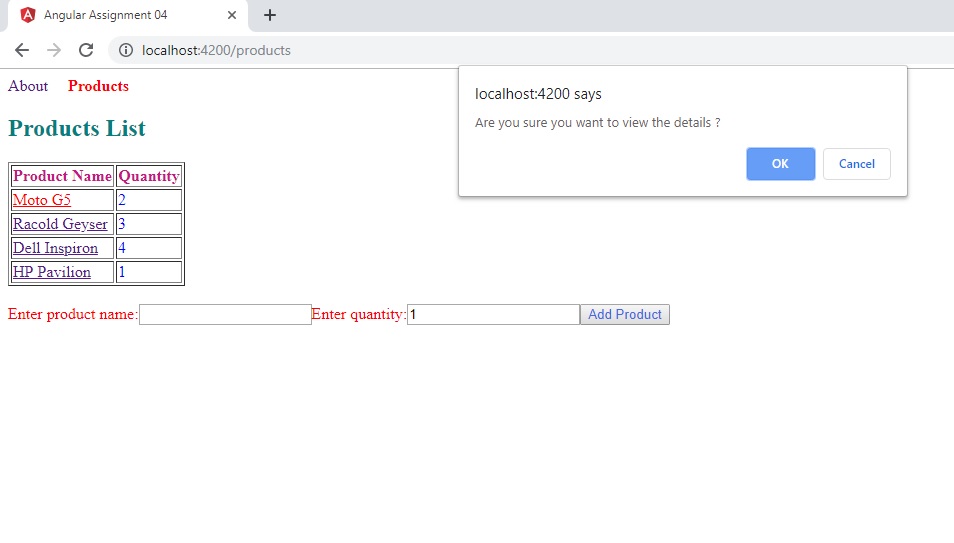 Angular Assignment 04
localhost:4200/products
About Products
localhost:4200 says
Are you sure you want to view the details ?
OK Cancel
Products List
Product Name Quantity
Moto G5 2
Racold Geyser 3
Dell Inspiron 4
HP Pavilion 1
Enter product name: Enter quantity: 1 Add Product